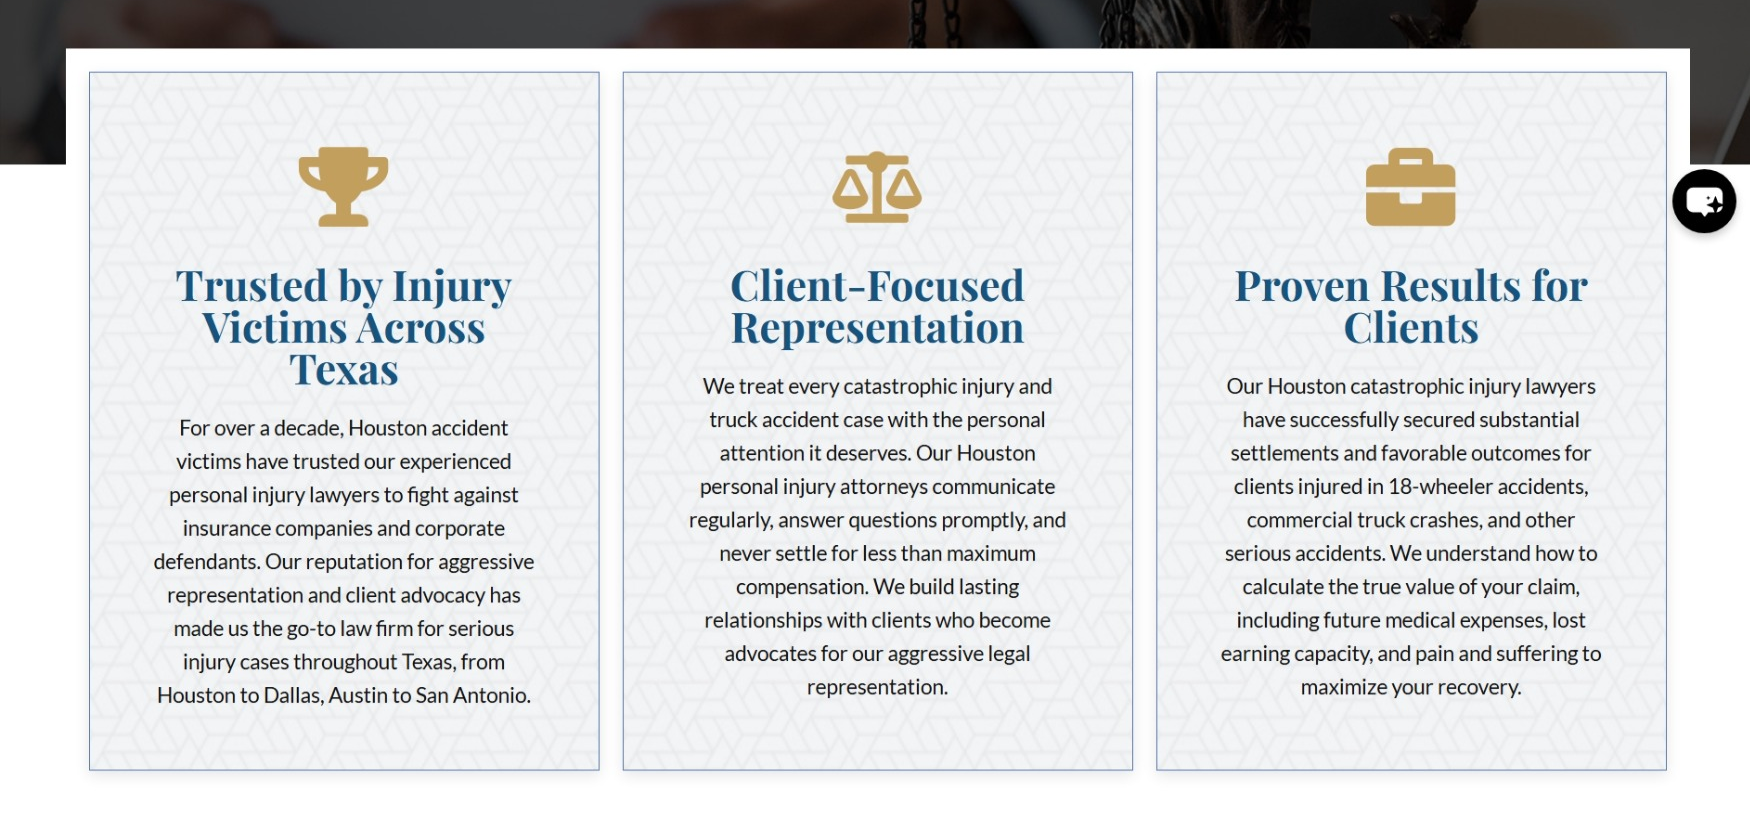 Trusted by Injury
Victims Across
Texas
For over a decade, Houston accident
victims have trusted our experienced
personal injury lawyers to fight against
insurance companies and corporate
defendants. Our reputation for aggressive
representation and client advocacy has
made us the go-to law firm for serious
injury cases throughout Texas, from
Houston to Dallas, Austin to San Antonio.
Client-Focused
Representation
We treat every catastrophic injury and
truck accident case with the personal
attention it deserves. Our Houston
personal injury attorneys communicate
regularly, answer questions promptly, and
never settle for less than maximum
compensation. We build lasting
relationships with clients who become
advocates for our aggressive legal
representation.
Proven Results for
Clients
Our Houston catastrophic injury lawyers
have successfully secured substantial
settlements and favorable outcomes for
clients injured in 18-wheeler accidents,
commercial truck crashes, and other
serious accidents. We understand how to
calculate the true value of your claim,
including future medical expenses, lost
earning capacity, and pain and suffering to
maximize your recovery.